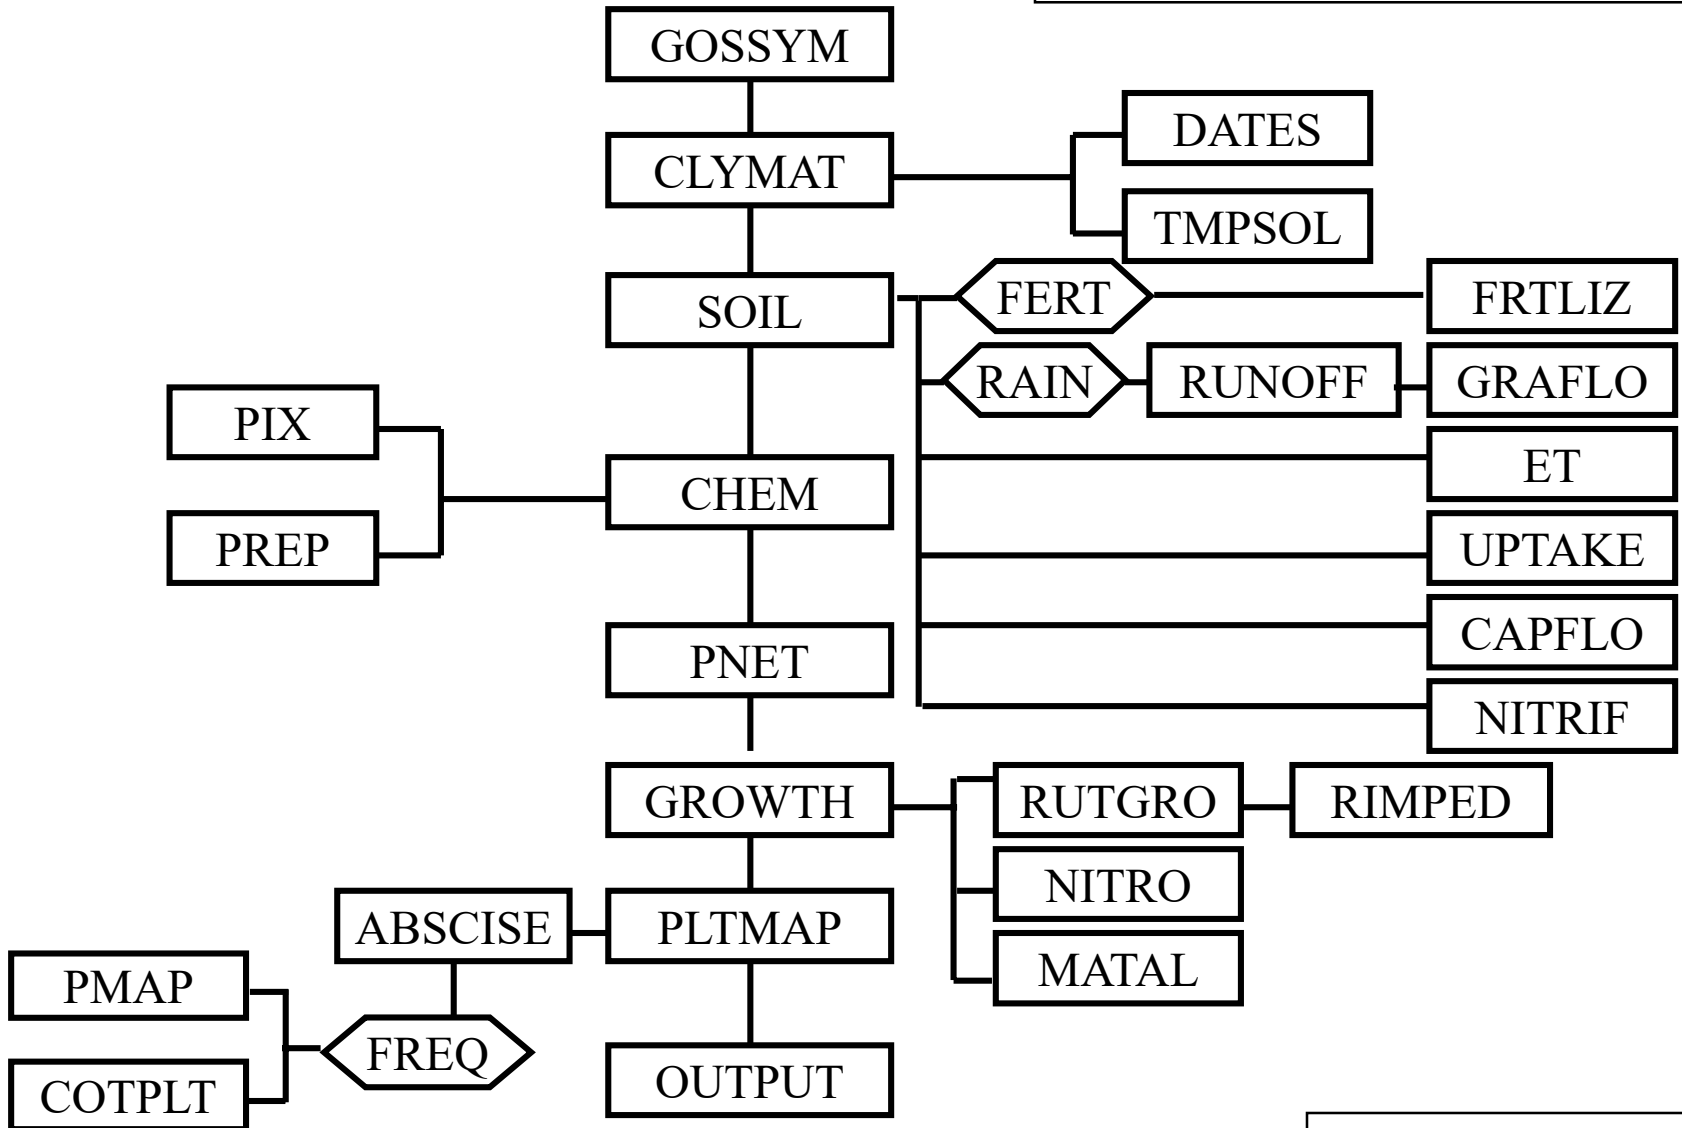 GOSSYM
DATES
CLYMAT
TMPSOL
FERT
FRTLIZ
SOIL
RAIN
RUNOFF
GRAFLO
PIX
ET
CHEM
PREP
UPTAKE
CAPFLO
PNET
NITRIF
GROWTH
RUTGRO
RIMPED
NITRO
ABSCISE
PLTMAP
MATAL
PMAP
FREQ
OUTPUT
COTPLT